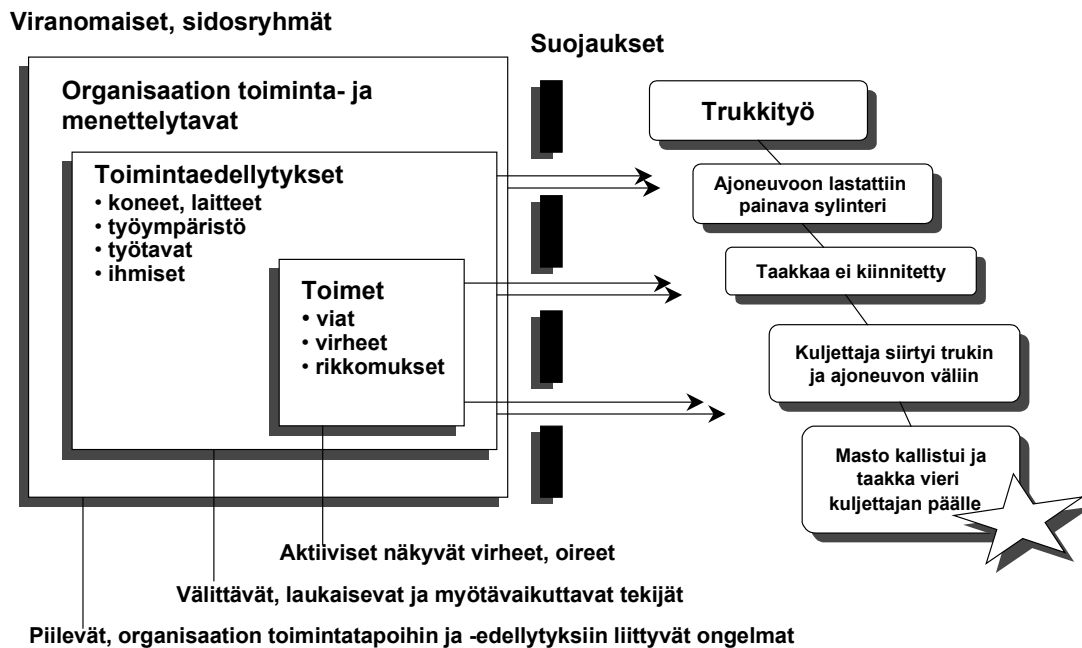 Viranomaiset, sidosryhmät
Suojaukset
Organisaation toiminta- ja
menettelytavat
Toimintaedellytykset
• koneet, laitteet
• työympäristö
• työtavat
• ihmiset
Toimet
• viat
• virheet
• rikkomukset
Trukkityö
Ajoneuvoon lastattiin
painava sylinteri
Taakkaa ei kiinnitetty
Kuljettaja siirtyi trukin
ja ajoneuvon väliin
Masto kallistui ja
taakka vieri
kuljettajan päälle
Aktiiviset näkyvät virheet, oireet
Välittävät, laukaisevat ja myötävaikuttavat tekijät
Piilevät, organisaation toimintatapoihin ja -edellytyksiin liittyvät ongelmat